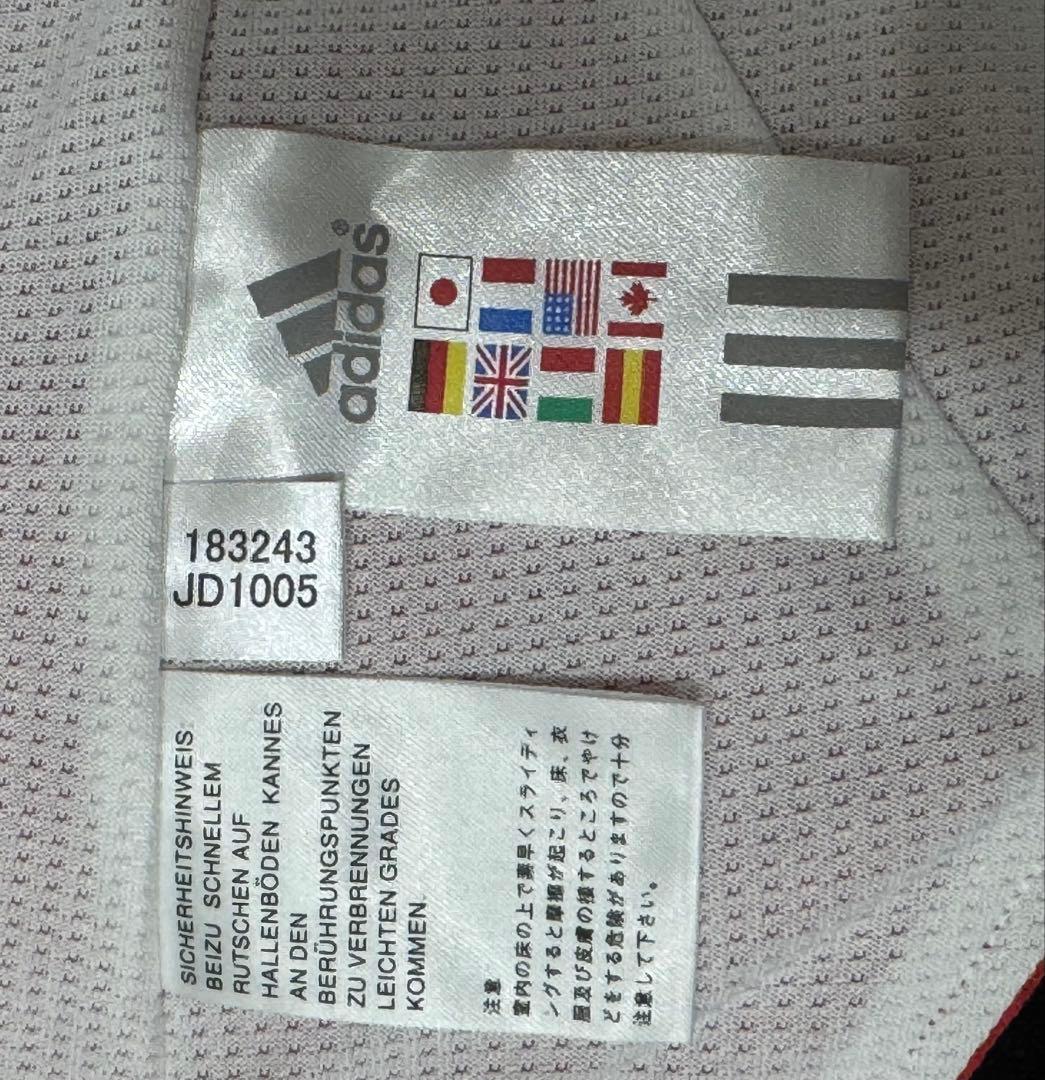 adidas®
183243
JD1005
SICHERHEITSHINWEIS
BEIZU SCHNELLEM
RUTSCHEN AUF
HALLENBÖDEN KANNES
AN DEN
BERÜHRUNGSPUNKTEN
ZU VERBRENNUNGEN
LEICHTEN GRADES
KOMMEN.
注意
室内の床の上で素早くスライディ
ングすると摩擦が起こり、床、衣
服及び皮膚の接するところでやけ
どをする危険がありますので十分
注意して下さい。